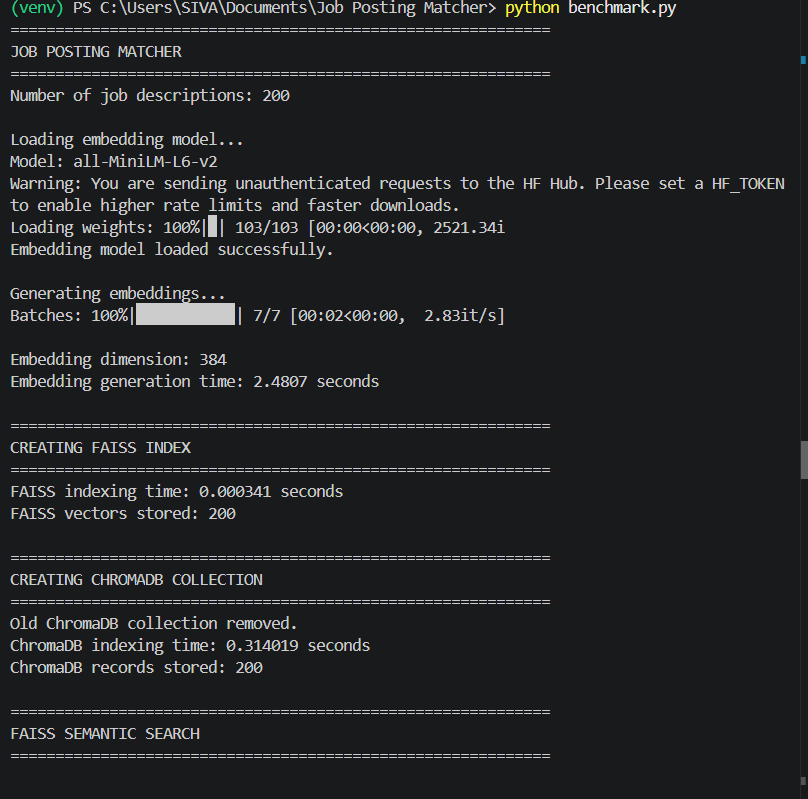 (venv) PS C:\Users\SIVA\Documents\Job Posting Matcher> python benchmark.py
============================================================
JOB POSTING MATCHER
============================================================
Number of job descriptions: 200
Loading embedding model...
Model: all-MiniLM-L6-v2
Warning: You are sending unauthenticated requests to the HF Hub. Please set a HF_TOKEN
to enable higher rate limits and faster downloads.
Loading weights: 100%|█| 103/103 [00:00<00:00, 2521.34i
Embedding model loaded successfully.
Generating embeddings...
Batches: 100%|███████████| 7/7 [00:02<00:00,  2.83it/s]
Embedding dimension: 384
Embedding generation time: 2.4807 seconds
============================================================
CREATING FAISS INDEX
============================================================
FAISS indexing time: 0.000341 seconds
FAISS vectors stored: 200
============================================================
CREATING CHROMADB COLLECTION
============================================================
Old ChromaDB collection removed.
ChromaDB indexing time: 0.314019 seconds
ChromaDB records stored: 200
============================================================
FAISS SEMANTIC SEARCH
============================================================